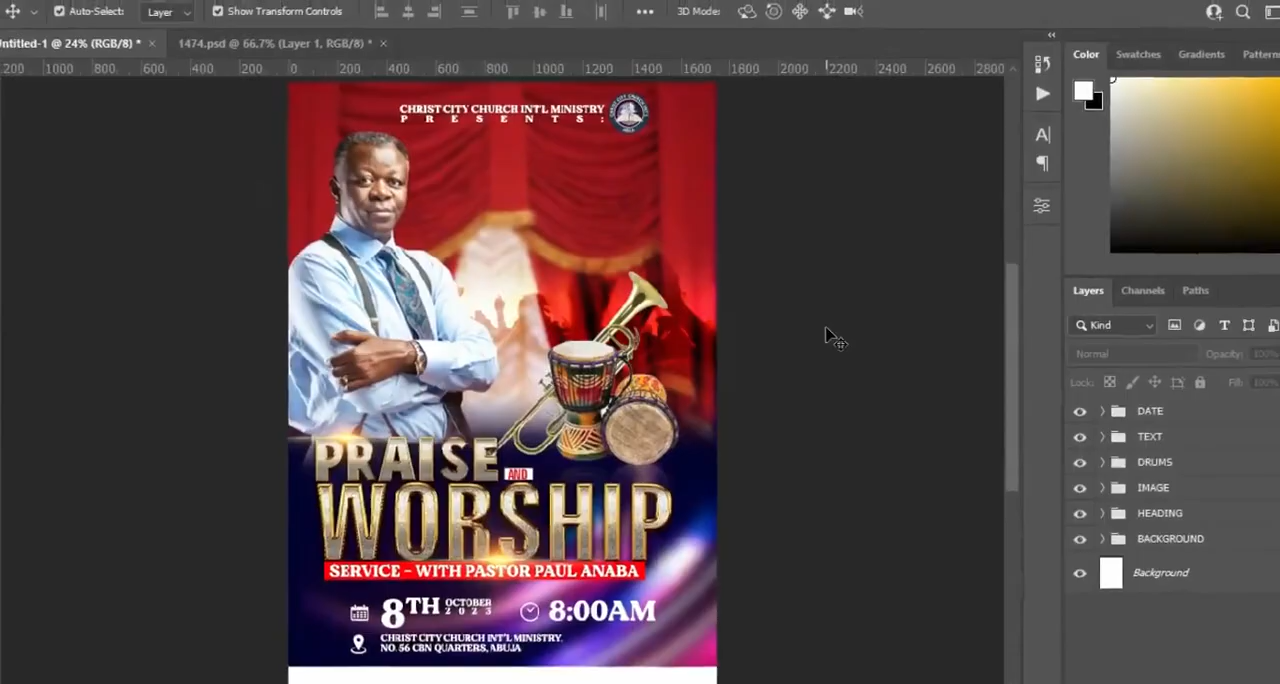 Auto-Select:
Layer
Show Transform Controls
3D Mode:
Untitled-1 @ 24% (RGB/8) *
1474.psd @ 66.7% (Layer 1, RGB/8) *
200 1000 800 600 400 200 0 200 400 600 800 1000 1200 1400 1600 1800 2000 2200 2400 2600 2800
Color
Swatches
Gradients
Pattern
CHRIST CITY CHURCH INT'L MINISTRY
PRESENTS:
PRAISE
AND
WORSHIP
SERVICE - WITH PASTOR PAUL ANABA
8TH OCTOBER
2023
8:00AM
CHRIST CITY CHURCH INT'L MINISTRY.
NO. 56 CBN QUARTERS, ABUJA
Layers
Channels
Paths
Kind
Normal
Opacity: 100%
Lock:
Fill: 100%
DATE
TEXT
DRUMS
IMAGE
HEADING
BACKGROUND
Background